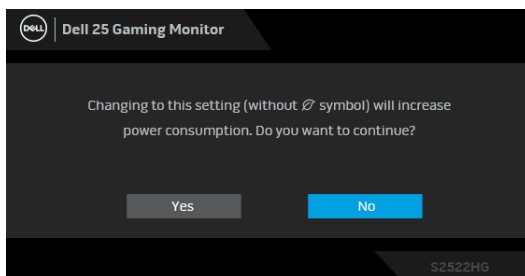 DELL
Dell 25 Gaming Monitor
Changing to this setting (without symbol) will increase
power consumption. Do you want to continue?
Yes
No
S2522HG